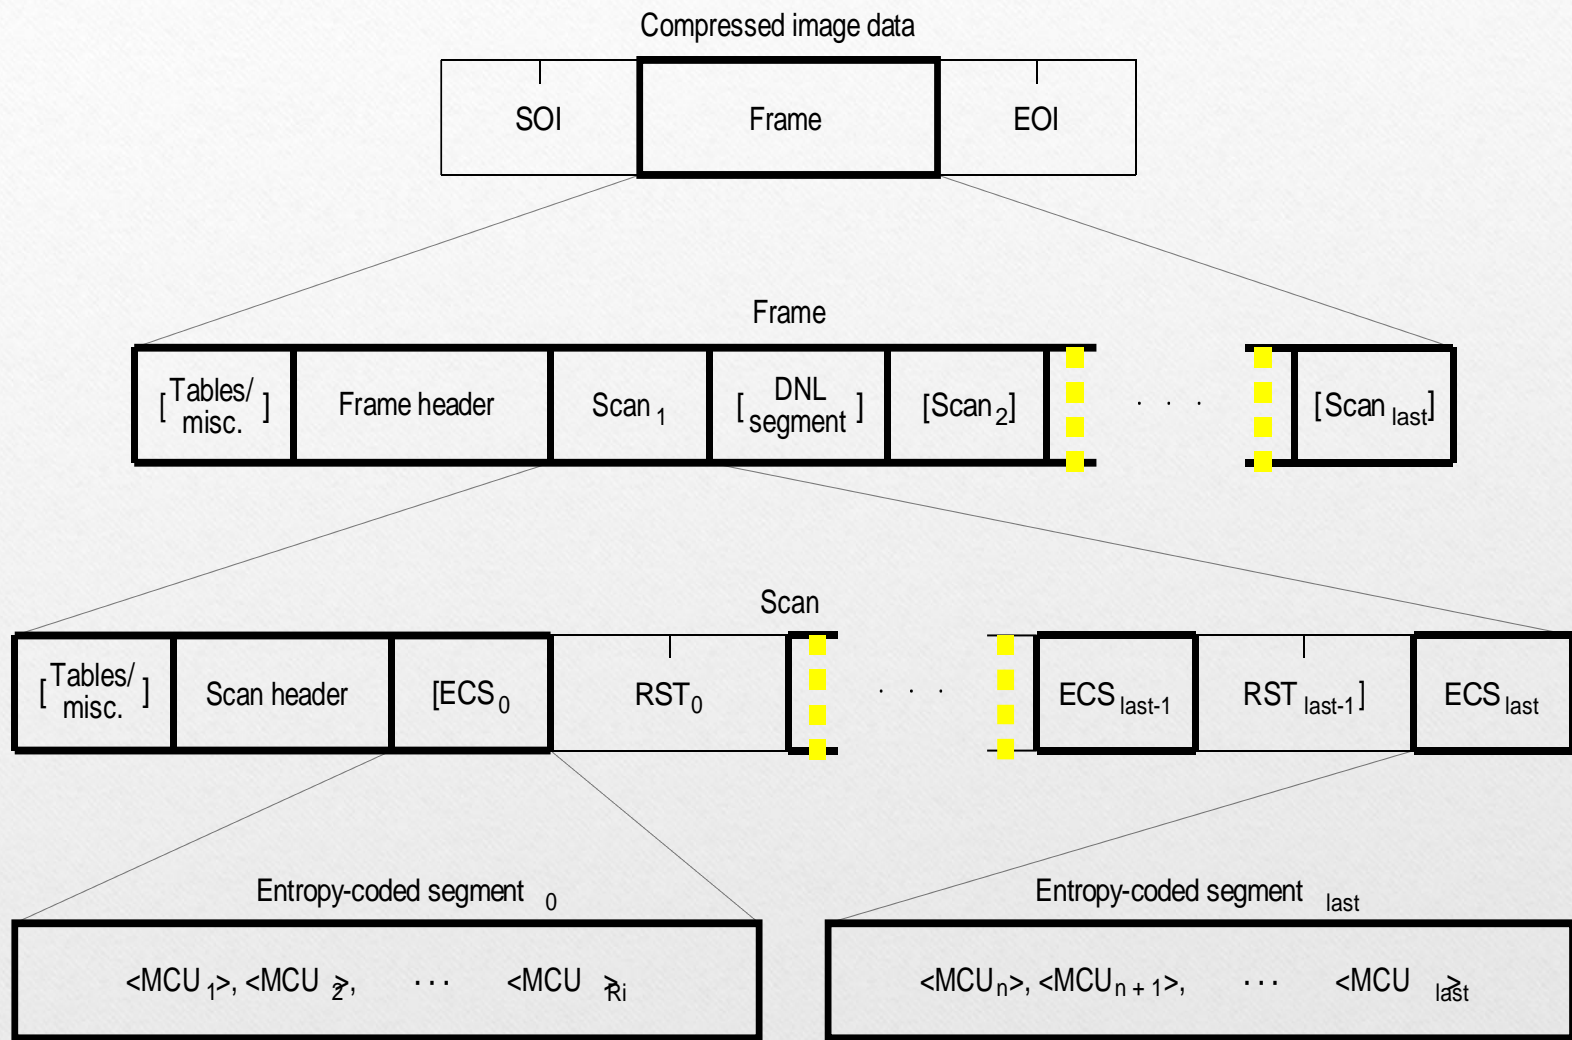 Compressed image data
SOI Frame EOI
Frame
[Tables/ misc.] Frame header Scan 1 [DNL segment] [Scan 2] . . . [Scan last]
Scan
[Tables/ misc.] Scan header [ECS 0 RST 0 . . . ECS last-1 RST last-1] ECS last
Entropy-coded segment 0 Entropy-coded segment last
<MCU 1>, <MCU 2>, · · · <MCU Ri> <MCU n>, <MCU n + 1>, · · · <MCU last>